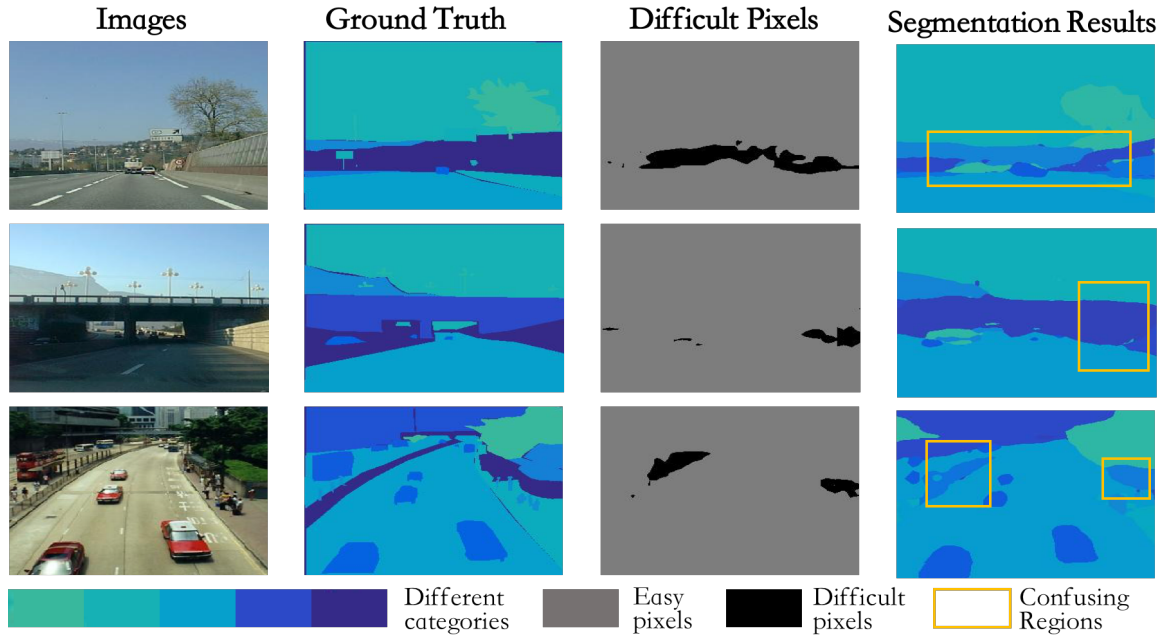 Images
Ground Truth
Difficult Pixels
Segmentation Results
Different
categories
Easy
pixels
Difficult
pixels
Confusing
Regions